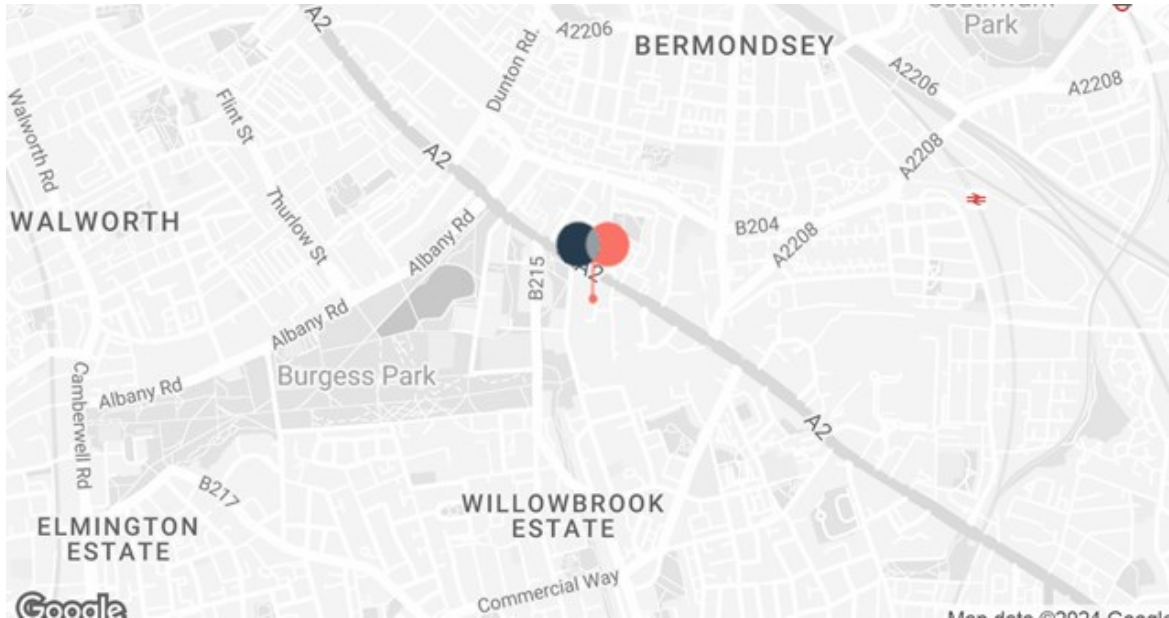 A2
A2206
Southwark
Park
BERMONDSEY
A2206
A2208
Dunton Rd.
Walworth Rd
Flint St
A2
A2208
Thurlow St
WALWORTH
Albany Rd
B204
A2208
B215
A2
Albany Rd
Burgess Park
Albany Rd
Camberwell Rd
A2
B217
WILLOWBROOK
ESTATE
ELMINGTON
ESTATE
Commercial Way
Google
Map data ©2024 Google